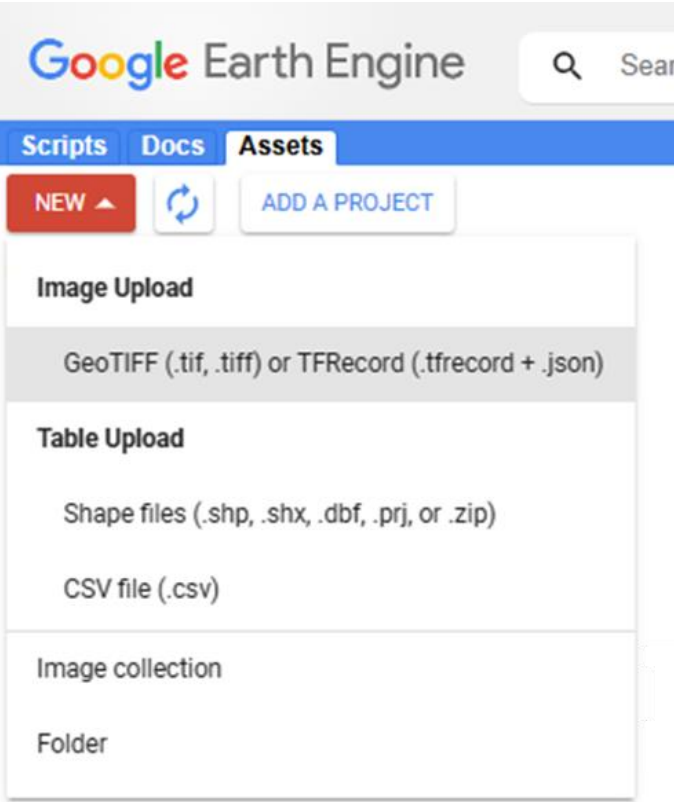 Google Earth Engine
Scripts Docs Assets
NEW ADD A PROJECT
Image Upload
GeoTIFF (.tif, .tiff) or TFRecord (.tfrecord + .json)
Table Upload
Shape files (.shp, .shx, .dbf, .prj, or .zip)
CSV file (.csv)
Image collection
Folder